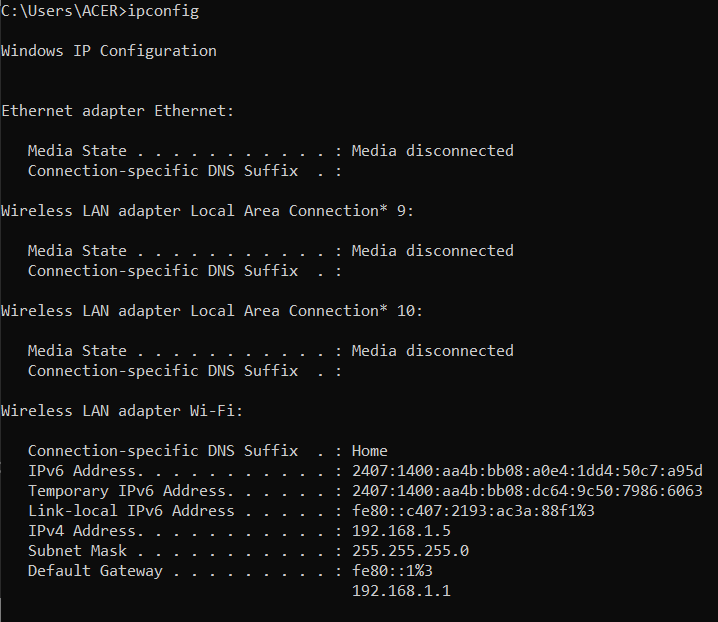 C:\Users\ACER>ipconfig
Windows IP Configuration
Ethernet adapter Ethernet:
   Media State . . . . . . . . . . . : Media disconnected
   Connection-specific DNS Suffix  . :
Wireless LAN adapter Local Area Connection* 9:
   Media State . . . . . . . . . . . : Media disconnected
   Connection-specific DNS Suffix  . :
Wireless LAN adapter Local Area Connection* 10:
   Media State . . . . . . . . . . . : Media disconnected
   Connection-specific DNS Suffix  . :
Wireless LAN adapter Wi-Fi:
   Connection-specific DNS Suffix  . : Home
   IPv6 Address. . . . . . . . . . . : 2407:1400:aa4b:bb08:a0e4:1dd4:50c7:a95d
   Temporary IPv6 Address. . . . . . : 2407:1400:aa4b:bb08:dc64:9c50:7986:6063
   Link-local IPv6 Address . . . . . : fe80::c407:2193:ac3a:88f1%3
   IPv4 Address. . . . . . . . . . . : 192.168.1.5
   Subnet Mask . . . . . . . . . . . : 255.255.255.0
   Default Gateway . . . . . . . . . : fe80::1%3
                                       192.168.1.1